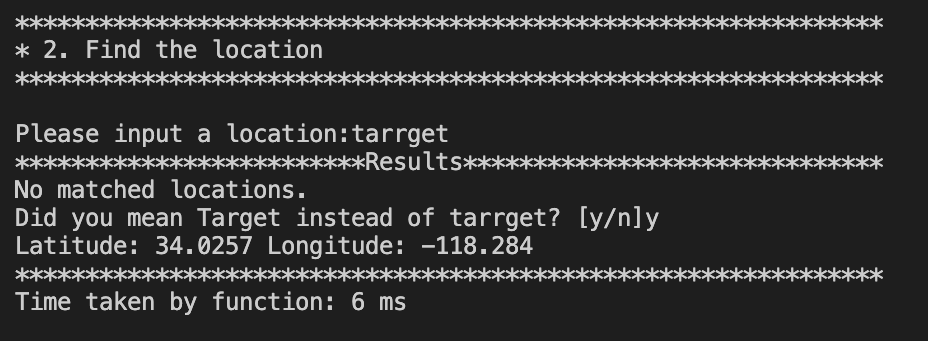 **************************************************************
* 2. Find the location
**************************************************************
Please input a location:tarrget
*************************Results******************************
No matched locations.
Did you mean Target instead of tarrget? [y/n]y
Latitude: 34.0257 Longitude: -118.284
**************************************************************
Time taken by function: 6 ms